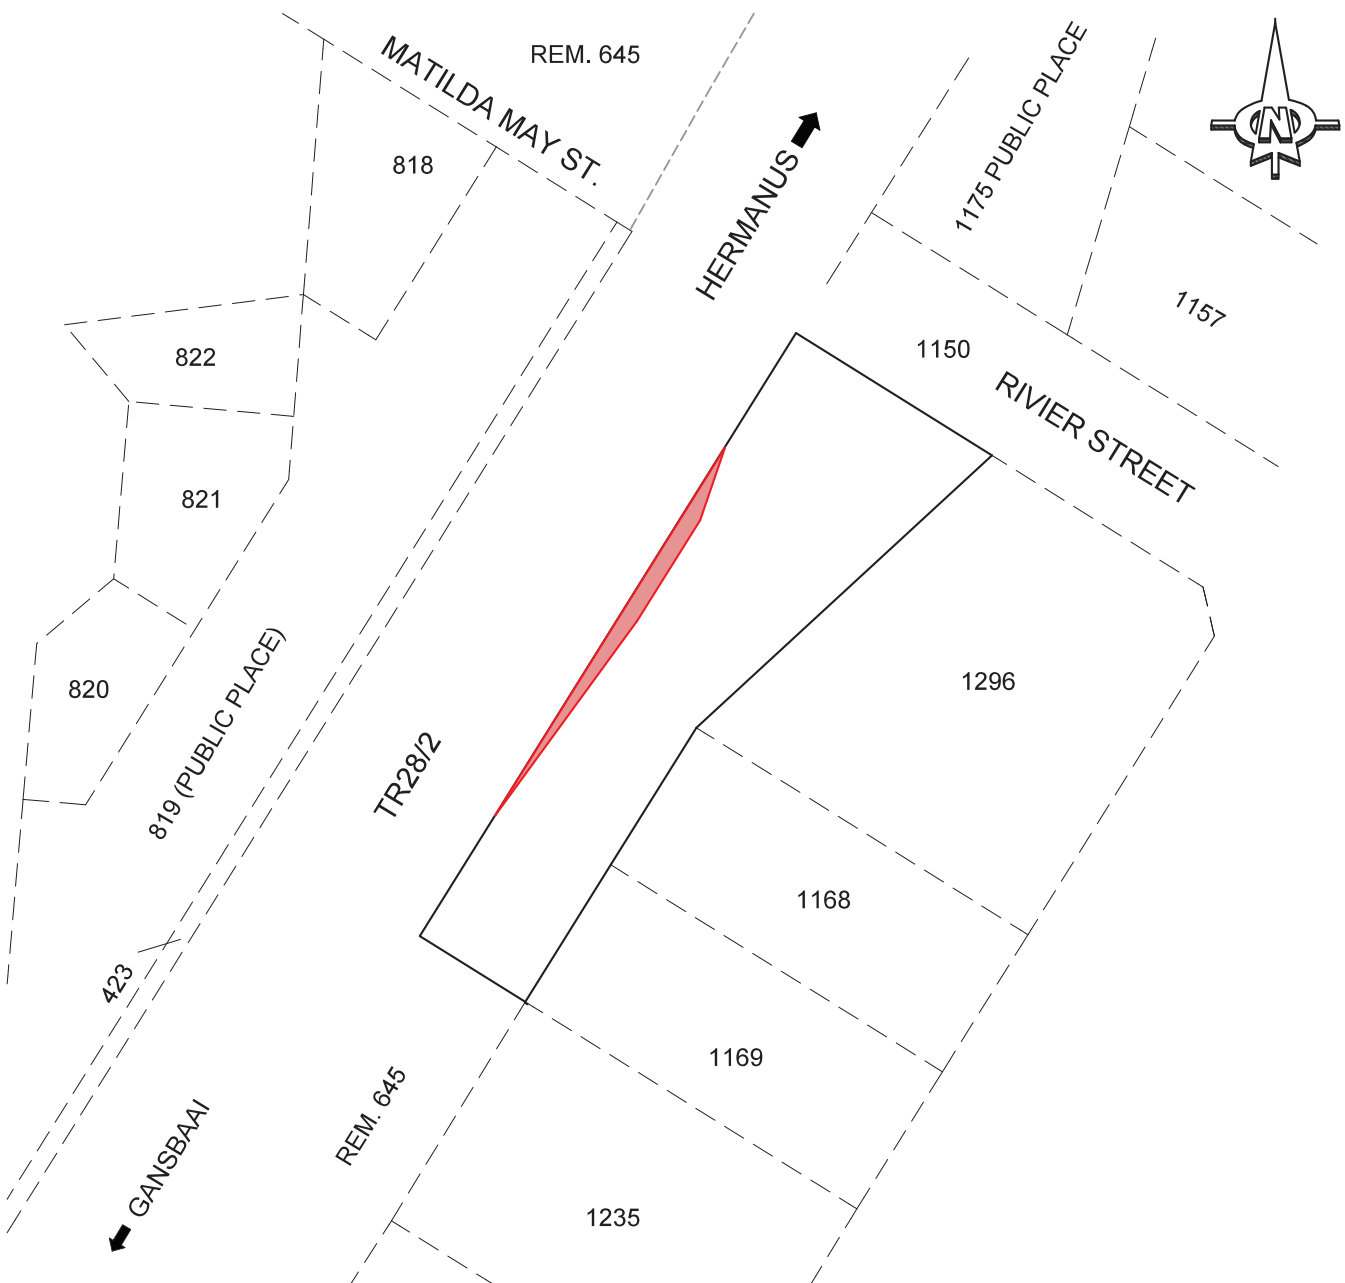 REM. 645
MATILDA MAY ST.
1175 PUBLIC PLACE
N
818
HERMANUS
1157
822
1150
RIVIER STREET
821
1296
820
819 (PUBLIC PLACE)
TR28/2
1168
423
1169
REM. 645
GANSBAAI
1235